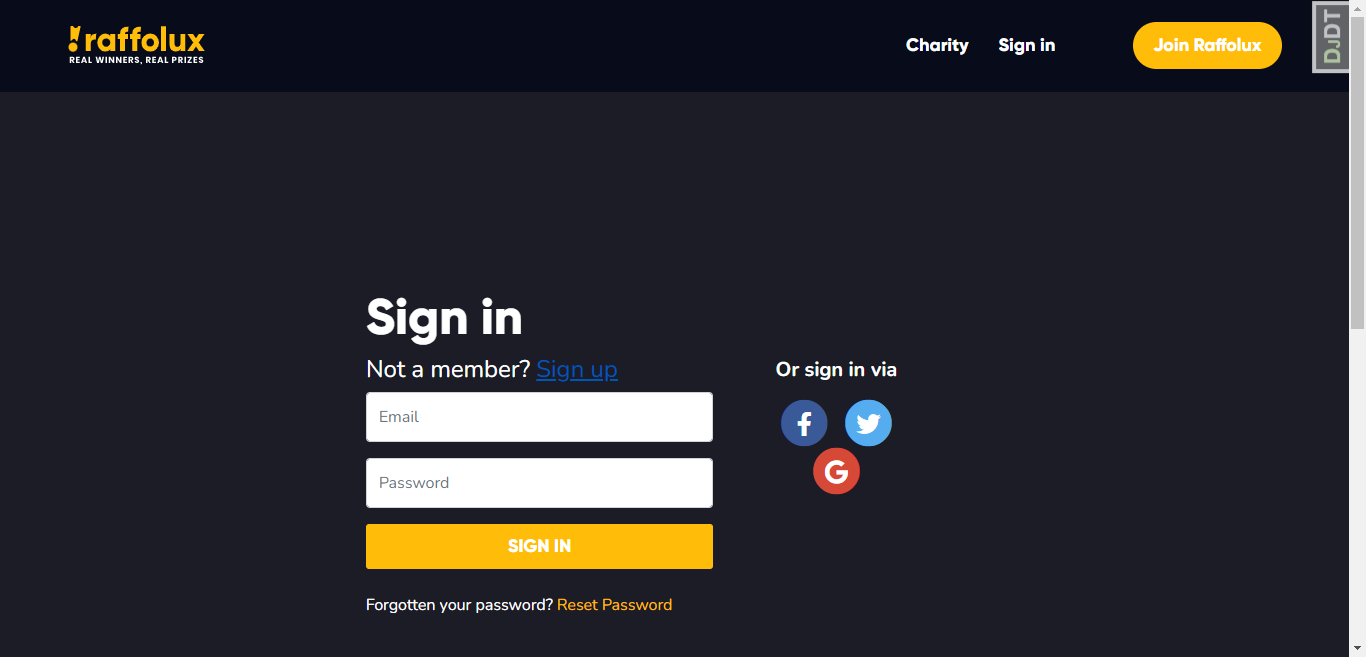 raffolux
REAL WINNERS, REAL PRIZES
Charity
Sign in
Join Raffolux
DJDT
Sign in
Not a member? Sign up
Email
Password
SIGN IN
Forgotten your password? Reset Password
Or sign in via